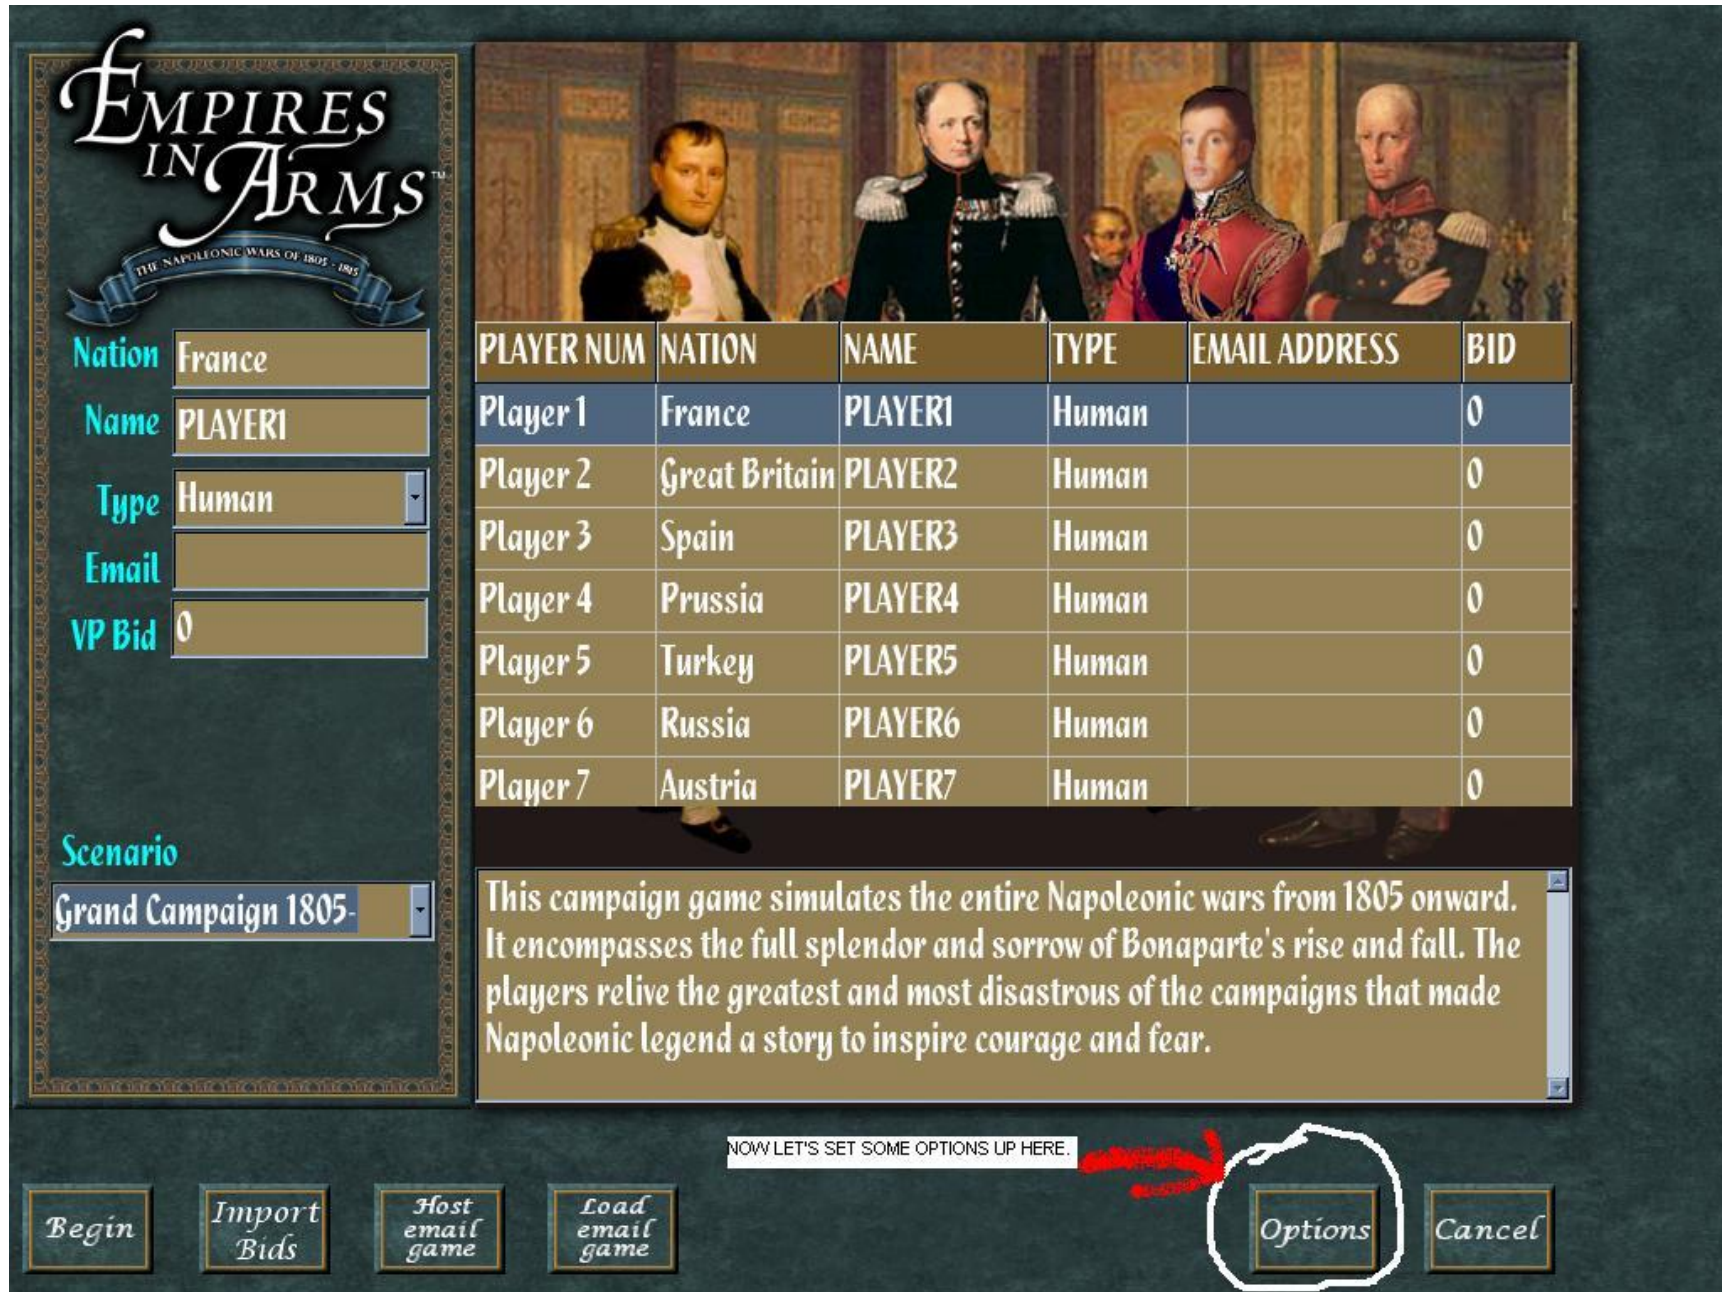 EMPIRES
IN
ARMS™
THE NAPOLEONIC WARS OF 1805 - 1815
Nation France
Name PLAYER1
Type Human
Email
VP Bid 0
Scenario
Grand Campaign 1805-
PLAYER NUM NATION NAME TYPE EMAIL ADDRESS BID
Player 1 France PLAYER1 Human 0
Player 2 Great Britain PLAYER2 Human 0
Player 3 Spain PLAYER3 Human 0
Player 4 Prussia PLAYER4 Human 0
Player 5 Turkey PLAYER5 Human 0
Player 6 Russia PLAYER6 Human 0
Player 7 Austria PLAYER7 Human 0
This campaign game simulates the entire Napoleonic wars from 1805 onward.
It encompasses the full splendor and sorrow of Bonaparte's rise and fall. The
players relive the greatest and most disastrous of the campaigns that made
Napoleonic legend a story to inspire courage and fear.
NOW LET'S SET SOME OPTIONS UP HERE.
Begin
Import
Bids
Host
email
game
Load
email
game
Options
Cancel